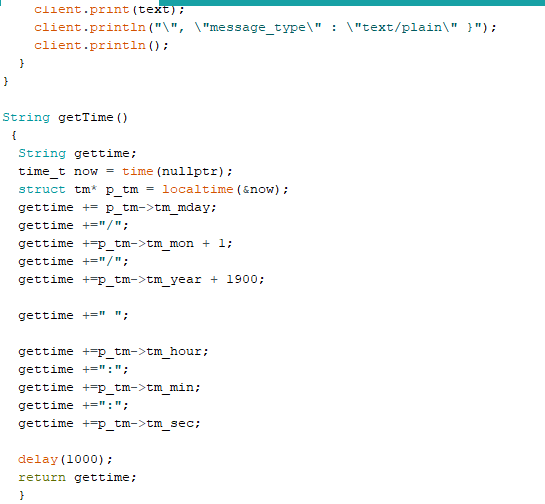 client.print(text);
client.println("\", \"message_type\" : \"text/plain\" }");
client.println();
}
}
String getTime()
{
String gettime;
time_t now = time(nullptr);
struct tm* p_tm = localtime(&now);
gettime += p_tm->tm_mday;
gettime +="/";
gettime +=p_tm->tm_mon + 1;
gettime +="/";
gettime +=p_tm->tm_year + 1900;
gettime +=" ";
gettime +=p_tm->tm_hour;
gettime +=":";
gettime +=p_tm->tm_min;
gettime +=":";
gettime +=p_tm->tm_sec;
delay(1000);
return gettime;
}